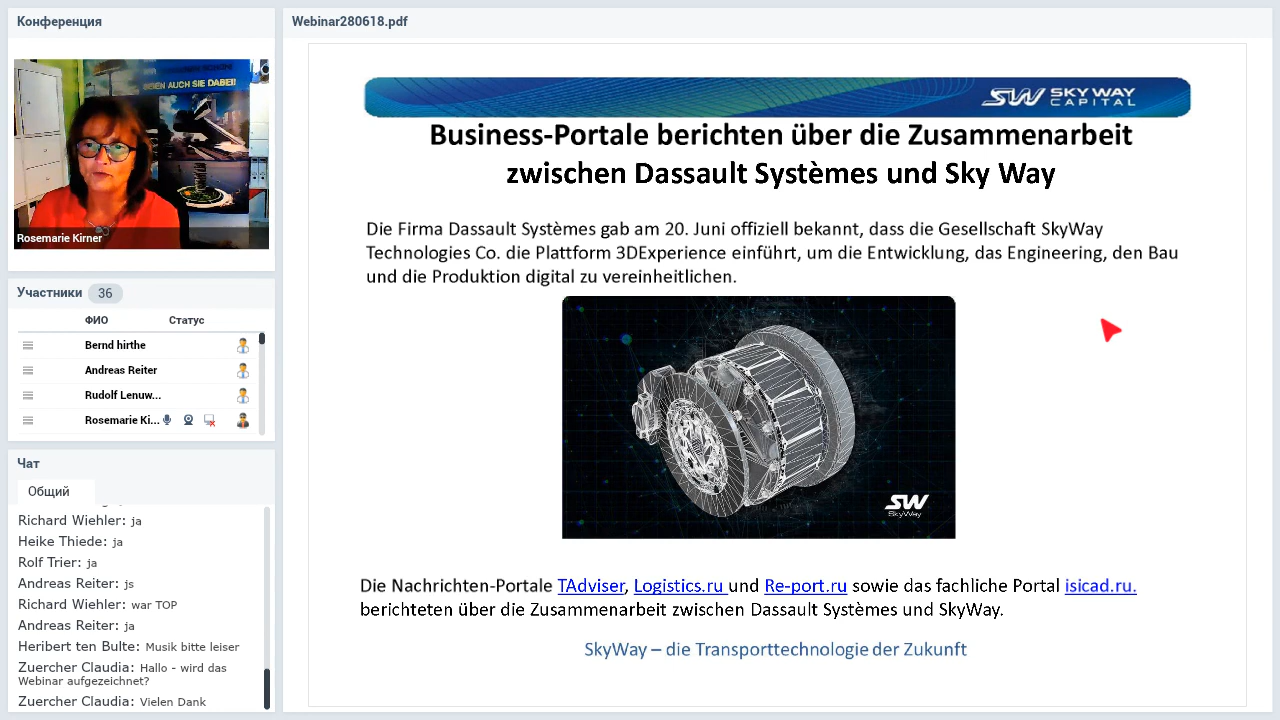 Конференция
SEIEN AUCH SIE DABEI!
Rosemarie Kirner
Участники 36
ФИО Статус
Bernd hirthe
Andreas Reiter
Rudolf Lenuw...
Rosemarie Ki...
Чат
Общий
Richard Wiehler: ja
Heike Thiede: ja
Rolf Trier: ja
Andreas Reiter: js
Richard Wiehler: war TOP
Andreas Reiter: ja
Heribert ten Bulte: Musik bitte leiser
Zuercher Claudia: Hallo - wird das
Webinar aufgezeichnet?
Zuercher Claudia: Vielen Dank
Webinar280618.pdf
SW SKY WAY
CAPITAL
Business-Portale berichten über die Zusammenarbeit
zwischen Dassault Systèmes und Sky Way
Die Firma Dassault Systèmes gab am 20. Juni offiziell bekannt, dass die Gesellschaft SkyWay
Technologies Co. die Plattform 3DExperience einführt, um die Entwicklung, das Engineering, den Bau
und die Produktion digital zu vereinheitlichen.
SW
SkyWay
Die Nachrichten-Portale TAdviser, Logistics.ru und Re-port.ru sowie das fachliche Portal isicad.ru.
berichteten über die Zusammenarbeit zwischen Dassault Systèmes und SkyWay.
SkyWay – die Transporttechnologie der Zukunft